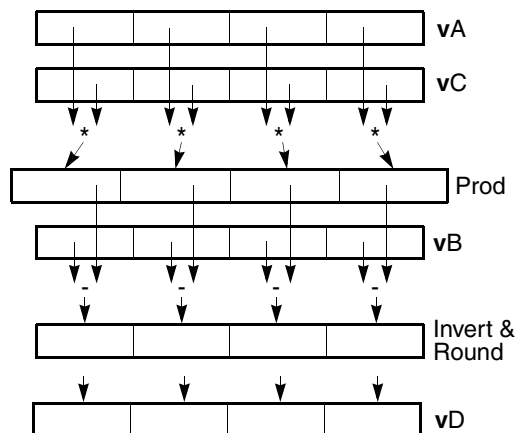 vA
vC
* * * *
Prod
vB
- - - -
Invert &
Round
vD